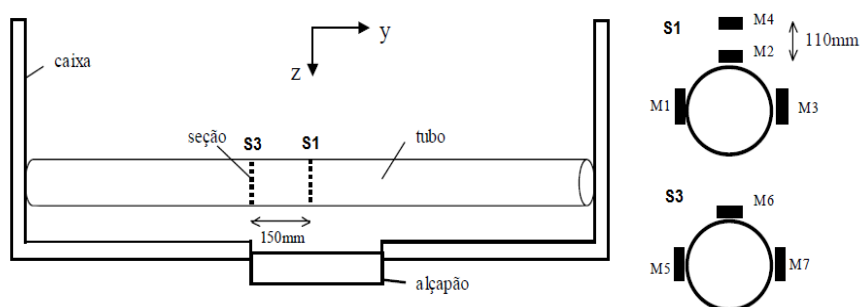 caixa
y
z
seção
S3
S1
tubo
150mm
alçapão
S1
M4
M2
110mm
M1
M3
S3
M6
M5
M7